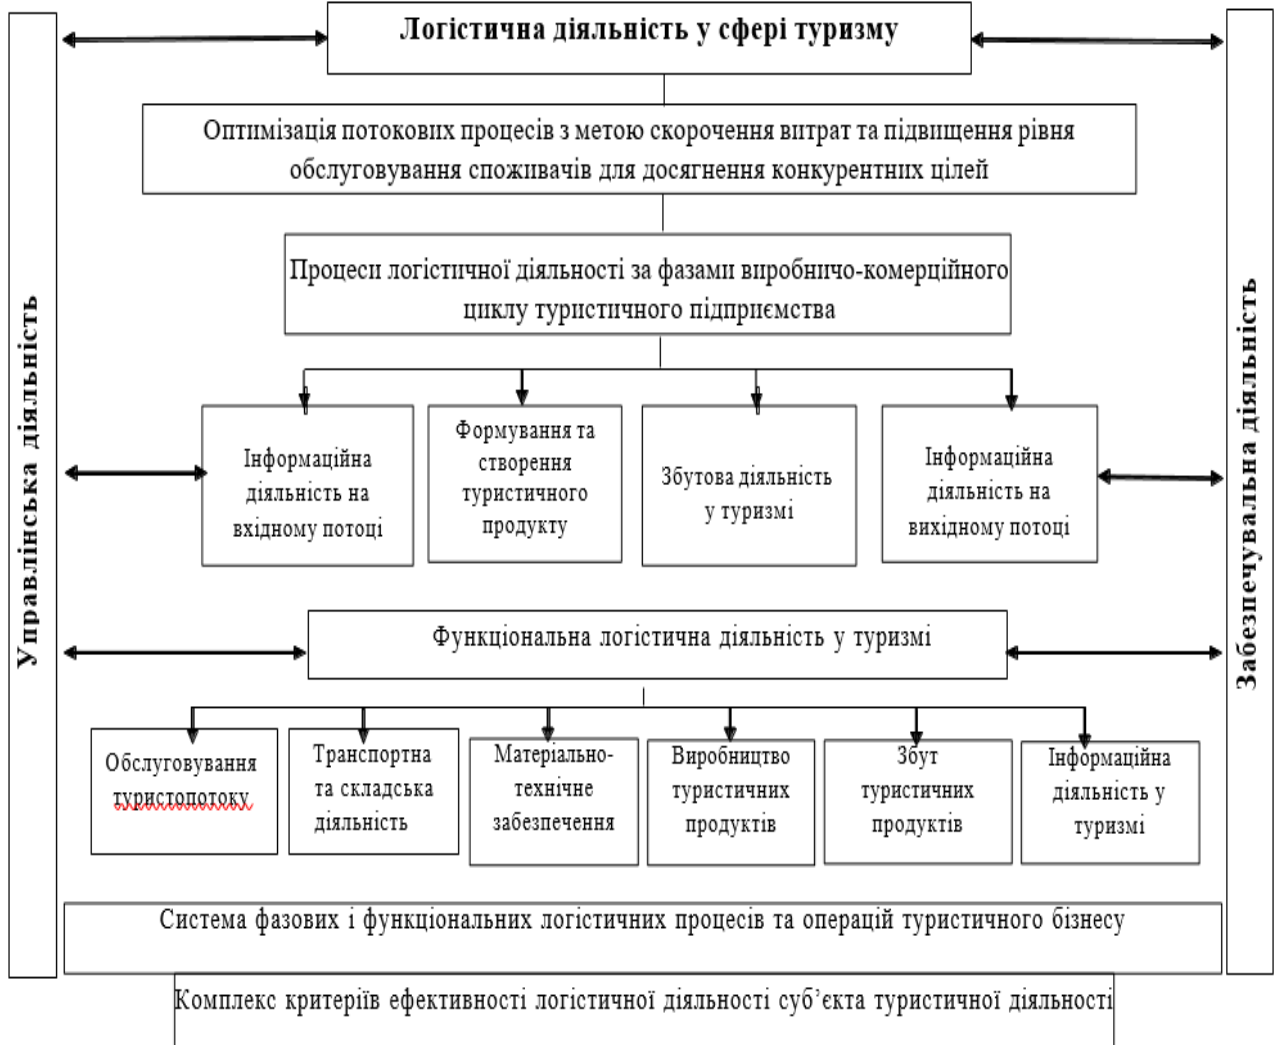 Логістична діяльність у сфері туризму
Оптимізація потокових процесів з метою скорочення витрат та підвищення рівня
обслуговування споживачів для досягнення конкурентних цілей
Процеси логістичної діяльності за фазами виробничо-комерційного
циклу туристичного підприємства
Управлінська діяльність
Забезпечувальна діяльність
Інформаційна
діяльність на
вхідному потоці
Формування та
створення
туристичного
продукту
Збутова діяльність
у туризмі
Інформаційна
діяльність на
вихідному потоці
Функціональна логістична діяльність у туризмі
Обслуговування
туристопотоку
Транспортна
та складська
діяльність
Матеріально-
технічне
забезпечення
Виробництво
туристичних
продуктів
Збут
туристичних
продуктів
Інформаційна
діяльність у
туризмі
Система фазових і функціональних логістичних процесів та операцій туристичного бізнесу
Комплекс критеріїв ефективності логістичної діяльності суб’єкта туристичної діяльності